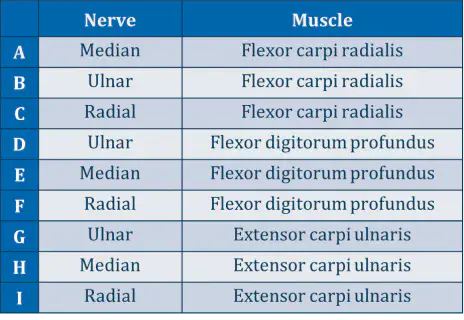 Nerve Muscle
A Median Flexor carpi radialis
B Ulnar Flexor carpi radialis
C Radial Flexor carpi radialis
D Ulnar Flexor digitorum profundus
E Median Flexor digitorum profundus
F Radial Flexor digitorum profundus
G Ulnar Extensor carpi ulnaris
H Median Extensor carpi ulnaris
I Radial Extensor carpi ulnaris